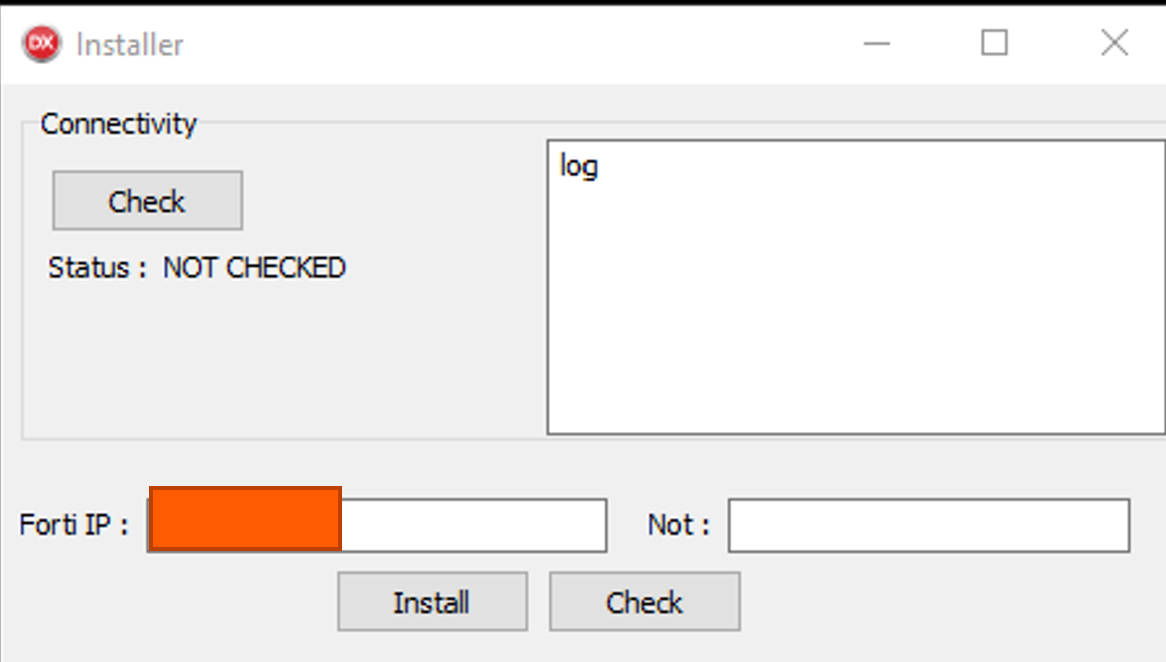 DX Installer
Connectivity
Check
log
Status : NOT CHECKED
Forti IP :
Not :
Install
Check